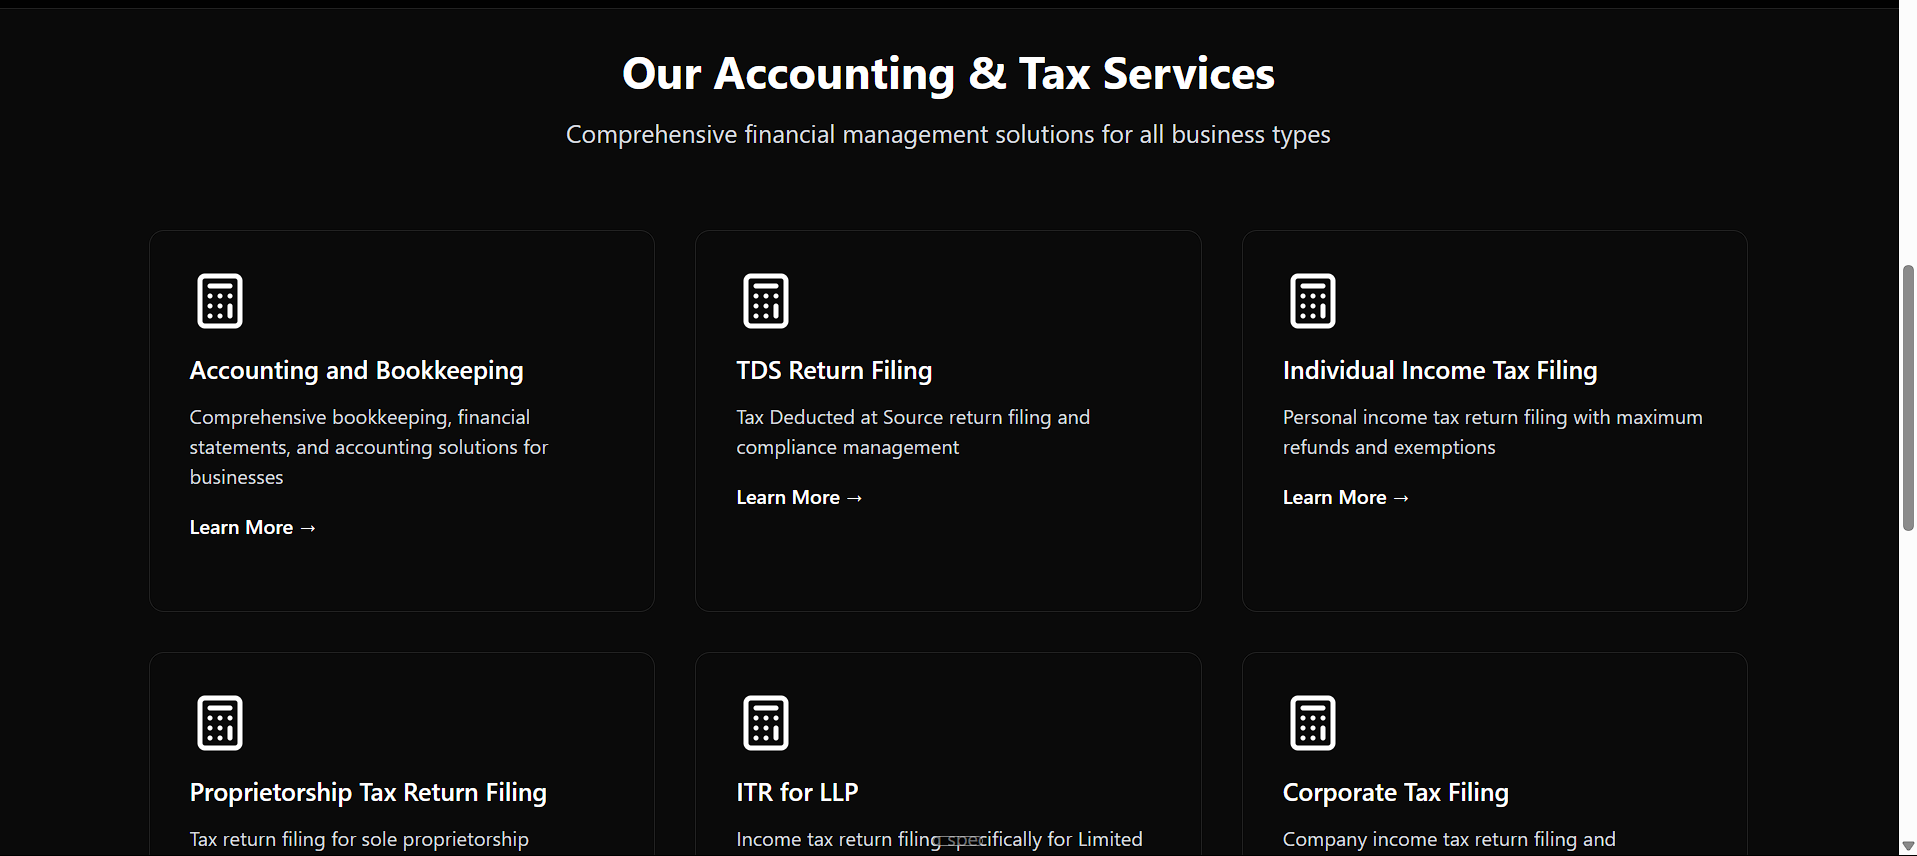 Our Accounting & Tax Services
Comprehensive financial management solutions for all business types
Accounting and Bookkeeping
Comprehensive bookkeeping, financial
statements, and accounting solutions for
businesses
Learn More →
TDS Return Filing
Tax Deducted at Source return filing and
compliance management
Learn More →
Individual Income Tax Filing
Personal income tax return filing with maximum
refunds and exemptions
Learn More →
Proprietorship Tax Return Filing
Tax return filing for sole proprietorship
ITR for LLP
Income tax return filing specifically for Limited
Corporate Tax Filing
Company income tax return filing and